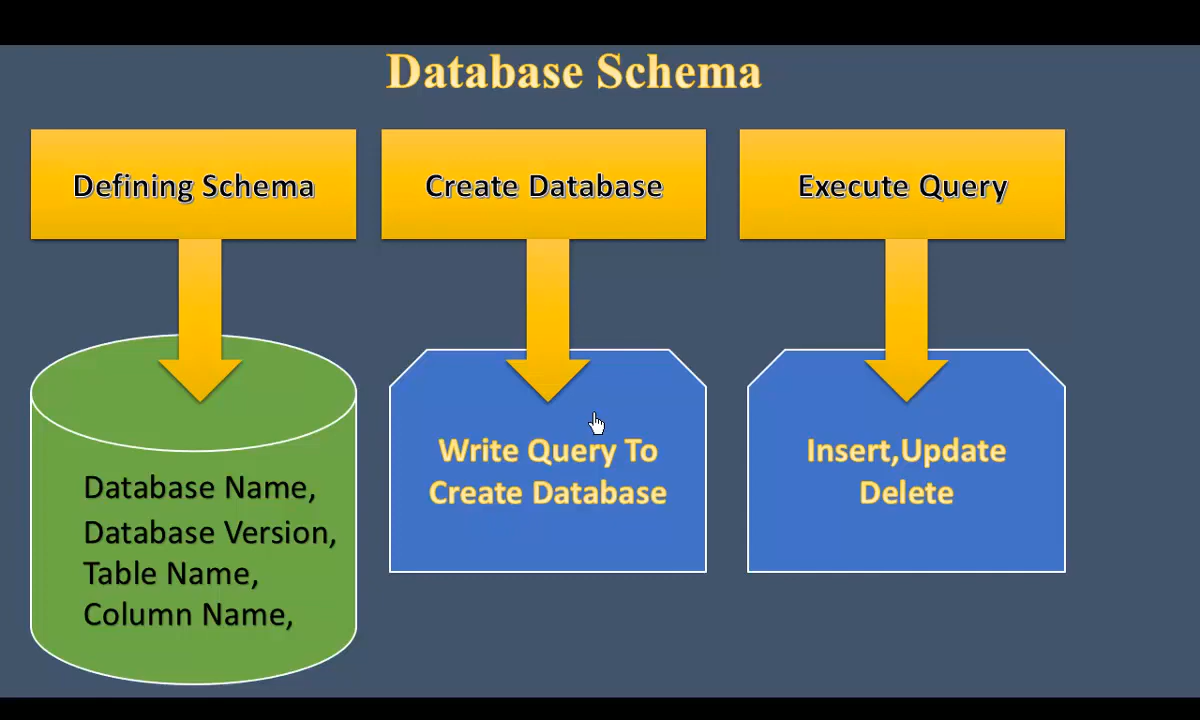 Database Schema
Defining Schema
Create Database
Execute Query
Database Name,
Database Version,
Table Name,
Column Name,
Write Query To
Create Database
Insert,Update
Delete